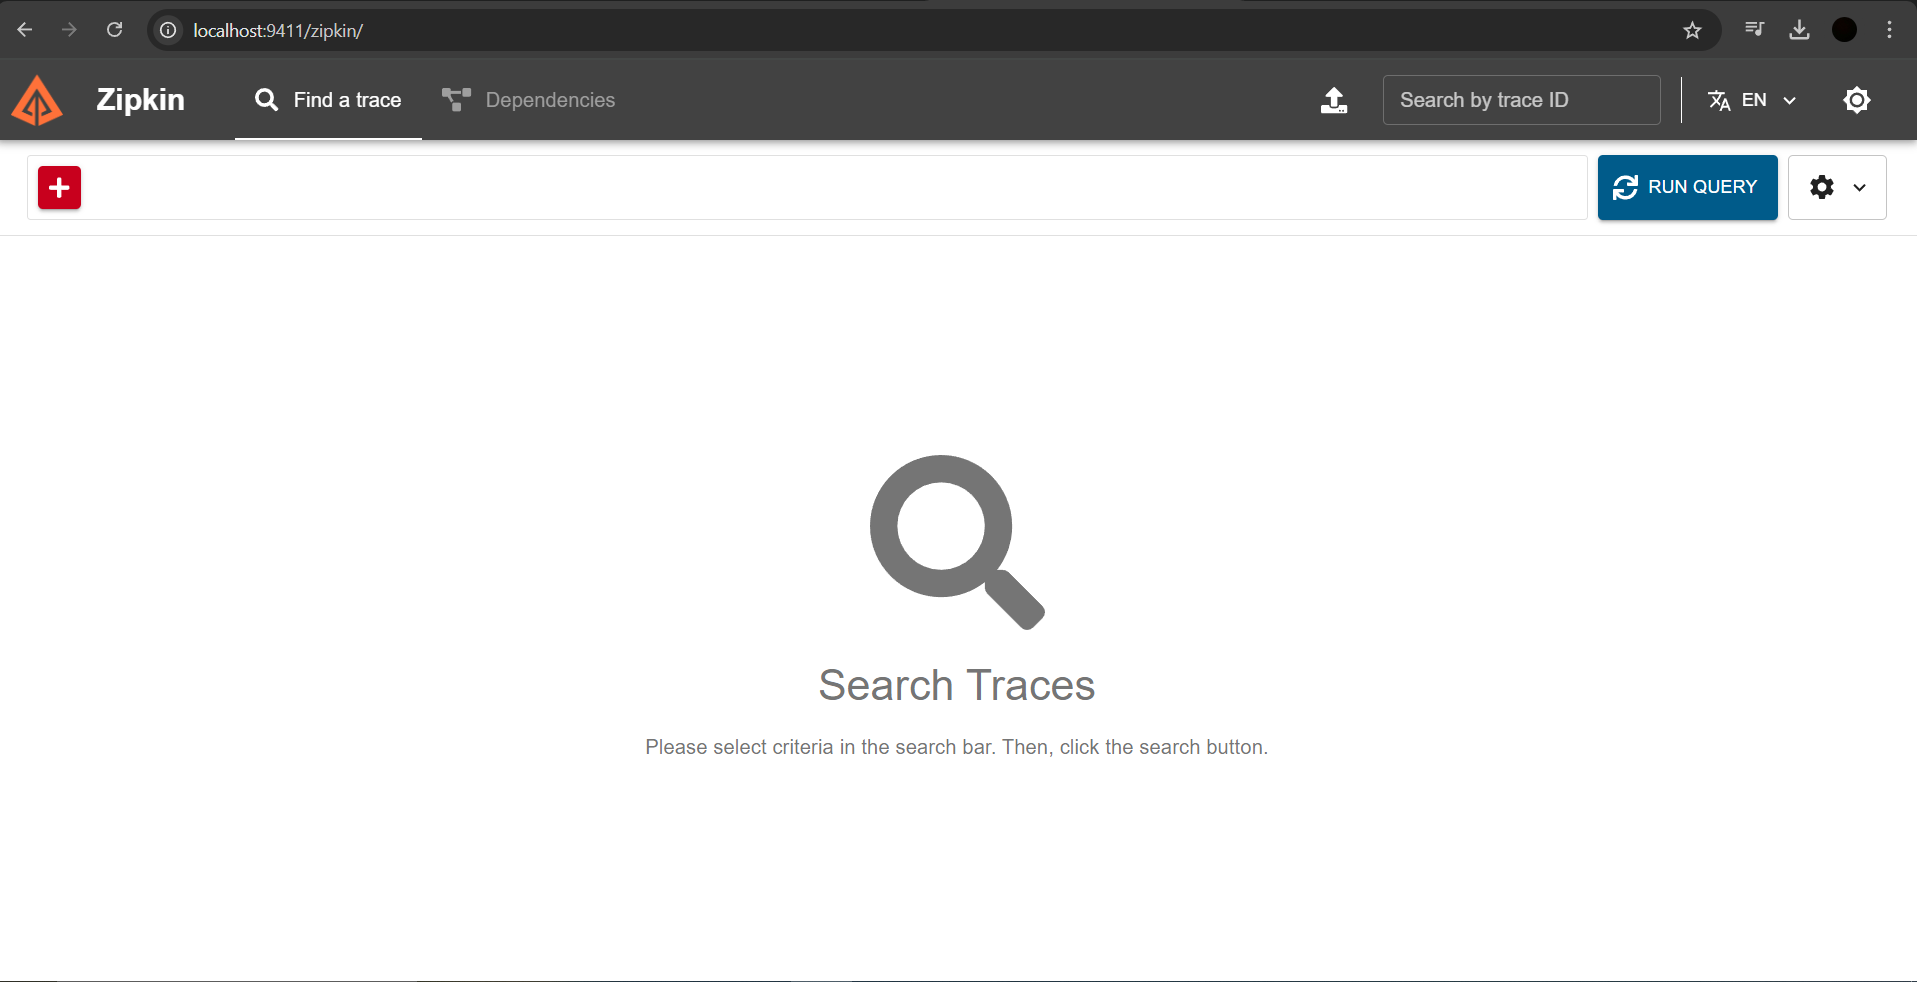 localhost:9411/zipkin/
Zipkin
Find a trace
Dependencies
Search by trace ID
EN
RUN QUERY
Search Traces
Please select criteria in the search bar. Then, click the search button.